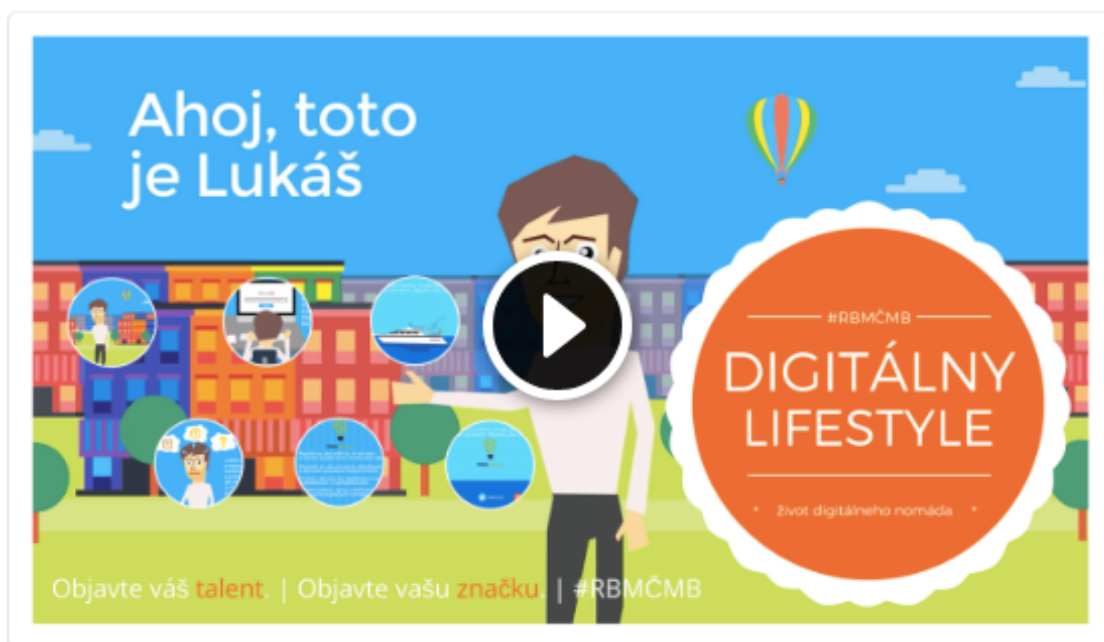 Ahoj, toto
je Lukáš
#RBMČMB
DIGITÁLNY
LIFESTYLE
* život digitálneho nomáda *
Objavte váš talent. | Objavte vašu značku. | #RBMČMB